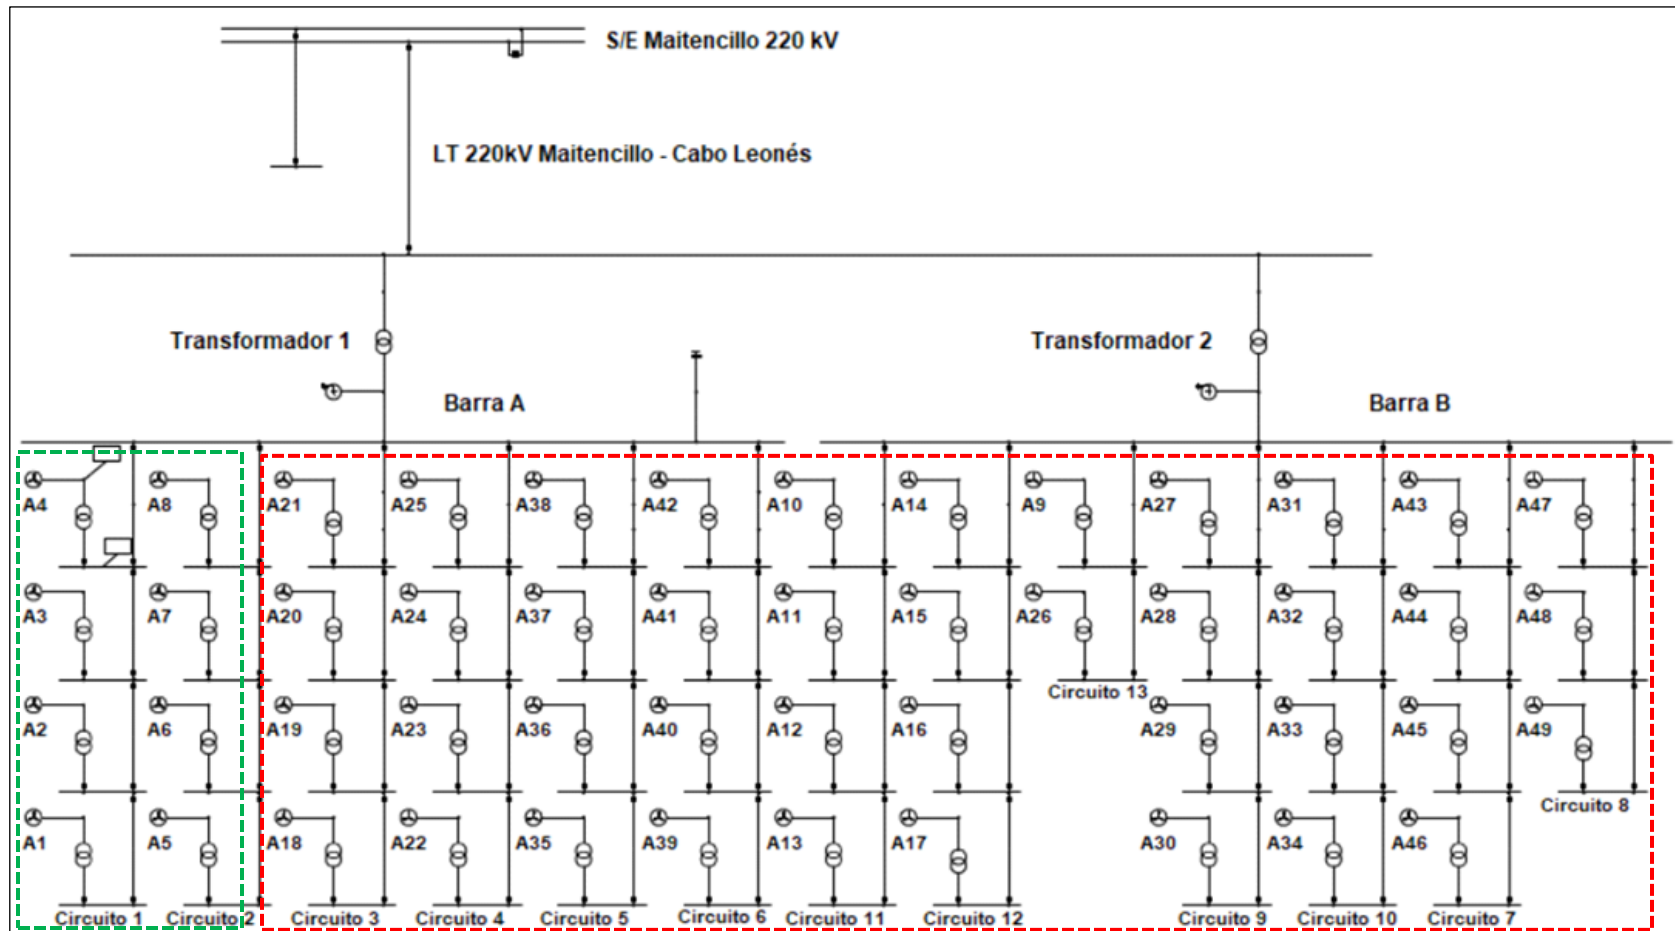 S/E Maitencillo 220 kV
LT 220kV Maitencillo - Cabo Leonés
Transformador 1
Transformador 2
Barra A
Barra B
A4 A8 A21 A25 A38 A42 A10 A14 A9 A27 A31 A43 A47
A3 A7 A20 A24 A37 A41 A11 A15 A26 A28 A32 A44 A48
Circuito 13
A2 A6 A19 A23 A36 A40 A12 A16 A29 A33 A45 A49
Circuito 8
A1 A5 A18 A22 A35 A39 A13 A17 A30 A34 A46
Circuito 1 Circuito 2 Circuito 3 Circuito 4 Circuito 5 Circuito 6 Circuito 11 Circuito 12 Circuito 9 Circuito 10 Circuito 7